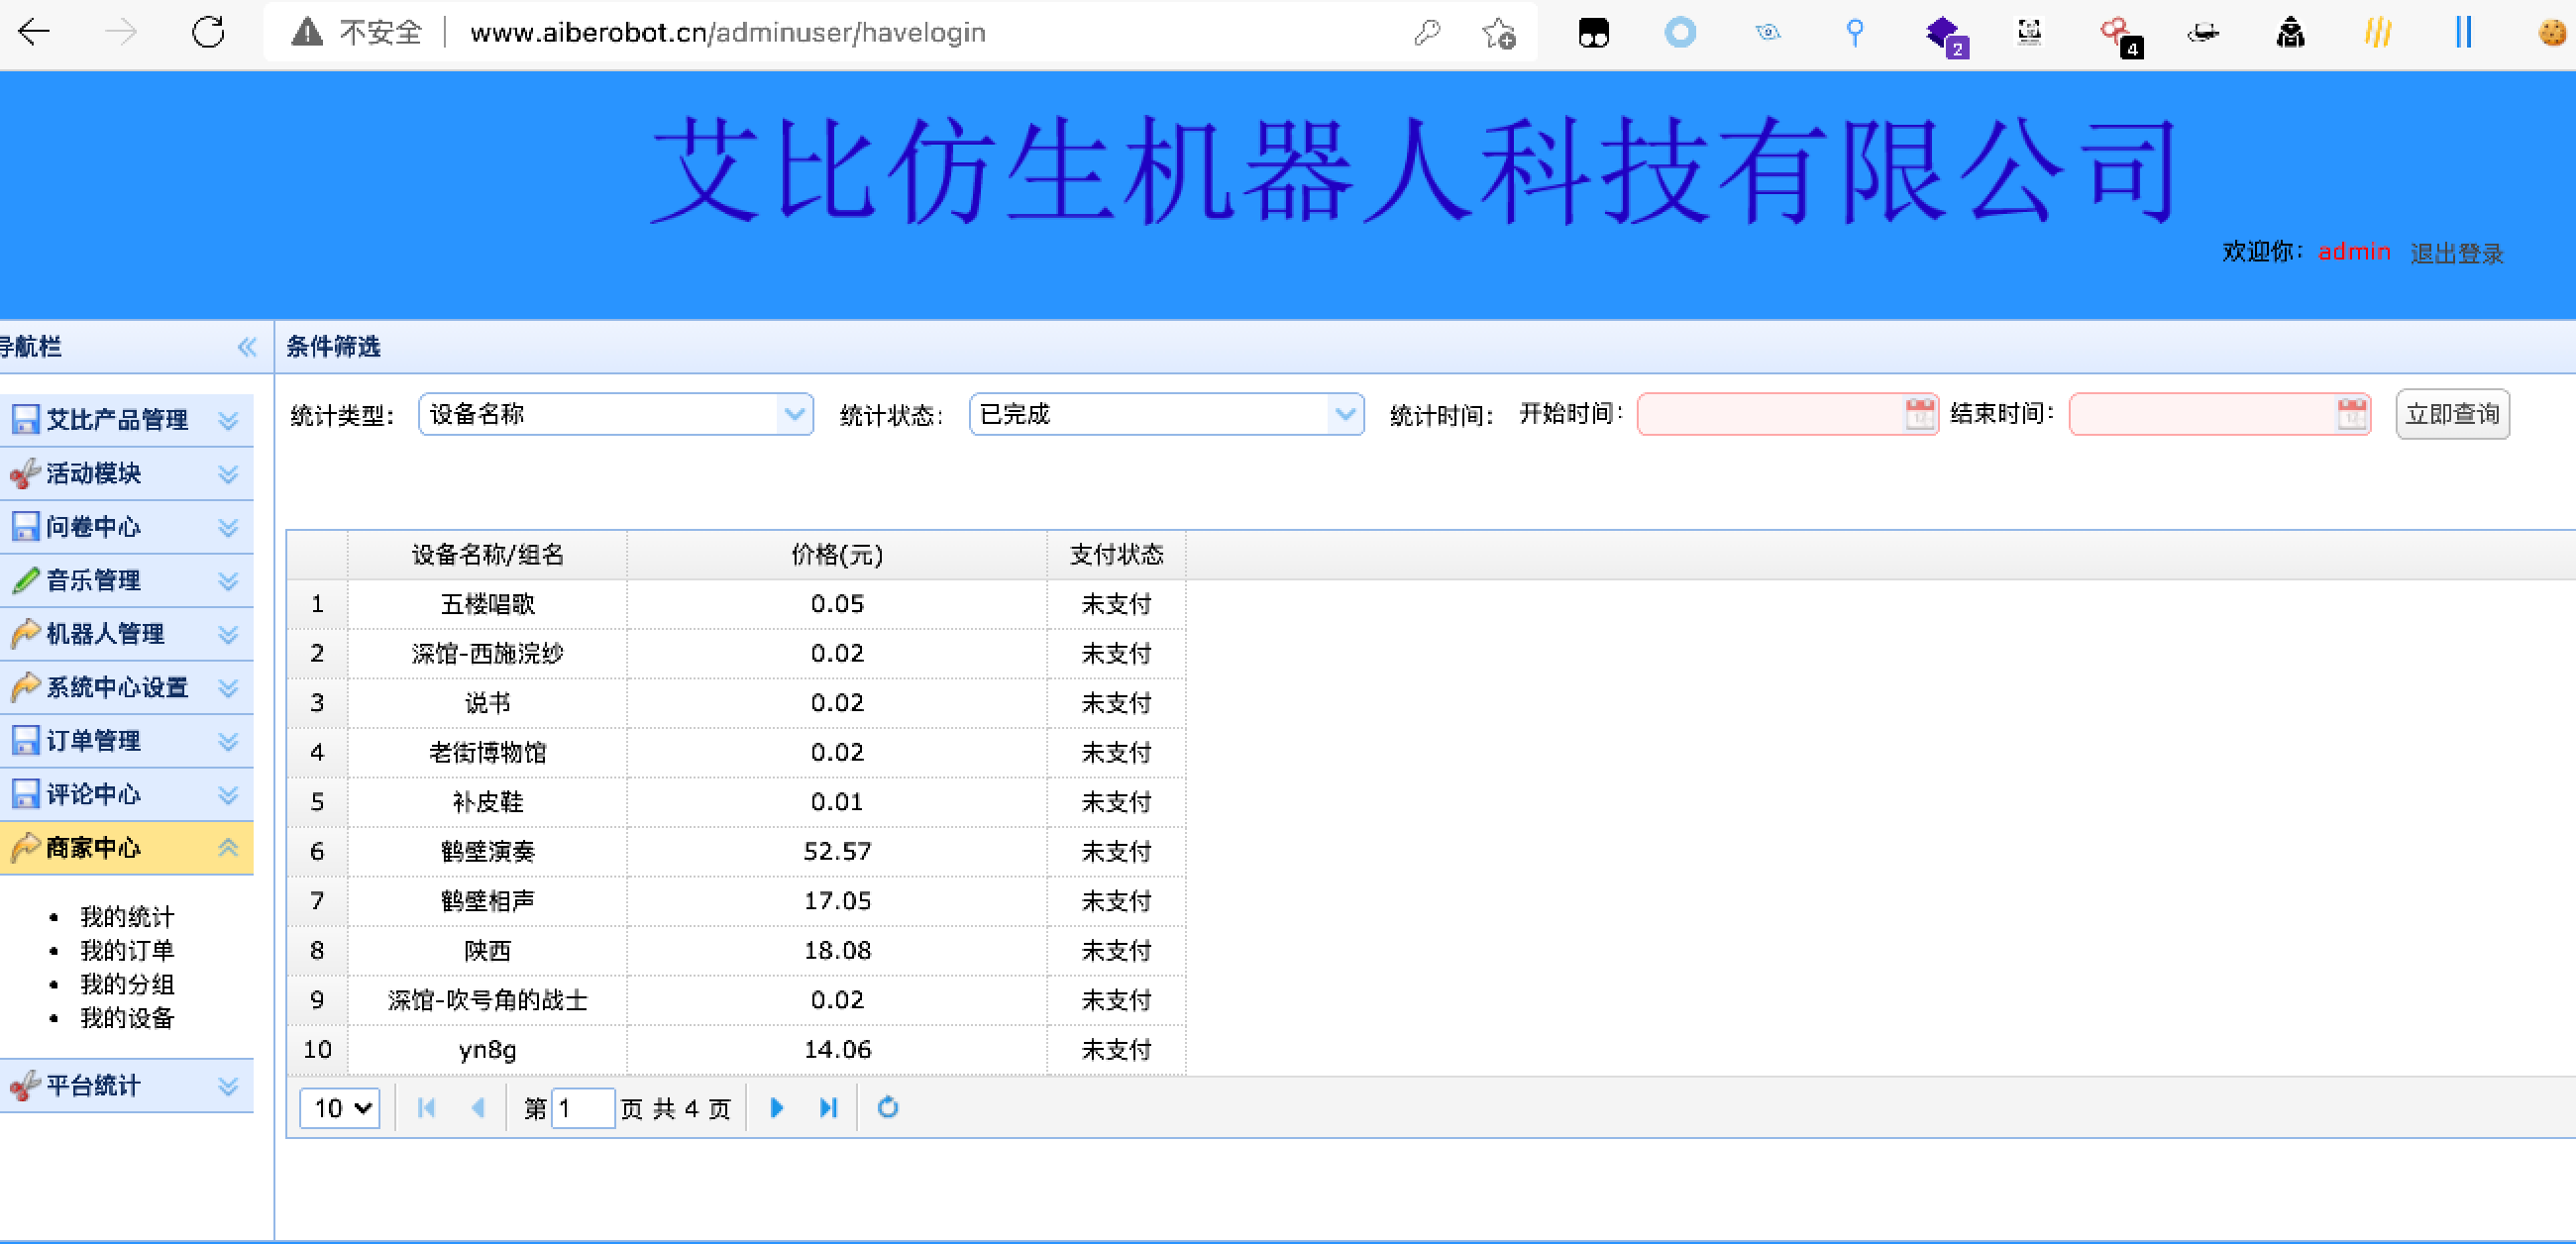 不安全 www.aiberobot.cn/adminuser/havelogin
2
4
艾比仿生机器人科技有限公司
欢迎你: admin 退出登录
导航栏
条件筛选
艾比产品管理
活动模块
问卷中心
音乐管理
机器人管理
系统中心设置
订单管理
评论中心
商家中心
我的统计
我的订单
我的分组
我的设备
平台统计
统计类型: 设备名称 统计状态: 已完成 统计时间: 开始时间: 结束时间: 立即查询
设备名称/组名 价格(元) 支付状态
1 五楼唱歌 0.05 未支付
2 深馆-西施浣纱 0.02 未支付
3 说书 0.02 未支付
4 老街博物馆 0.02 未支付
5 补皮鞋 0.01 未支付
6 鹤壁演奏 52.57 未支付
7 鹤壁相声 17.05 未支付
8 陕西 18.08 未支付
9 深馆-吹号角的战士 0.02 未支付
10 yn8g 14.06 未支付
10 第 1 页 共 4 页